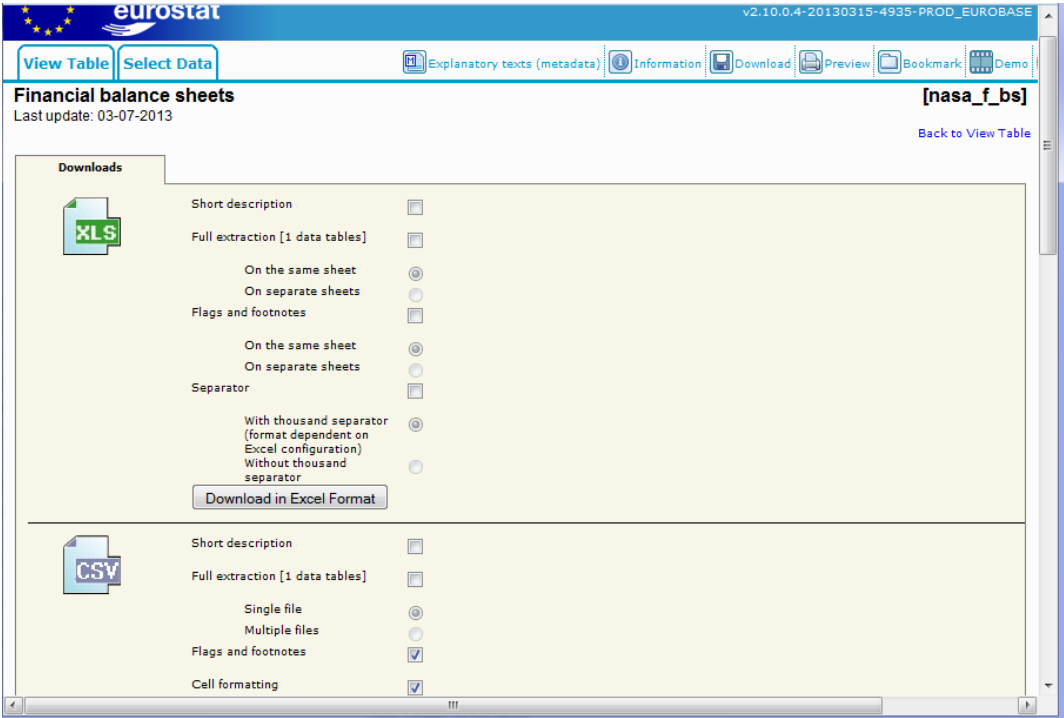 eurostat
v2.10.0.4-20130315-4935-PROD_EUROBASE
View Table Select Data
Explanatory texts (metadata) Information Download Preview Bookmark Demo
Financial balance sheets [nasa_f_bs]
Last update: 03-07-2013
Back to View Table
Downloads
XLS
Short description
Full extraction [1 data tables]
On the same sheet
On separate sheets
Flags and footnotes
On the same sheet
On separate sheets
Separator
With thousand separator
(format dependent on
Excel configuration)
Without thousand
separator
Download in Excel Format
CSV
Short description
Full extraction [1 data tables]
Single file
Multiple files
Flags and footnotes
Cell formatting